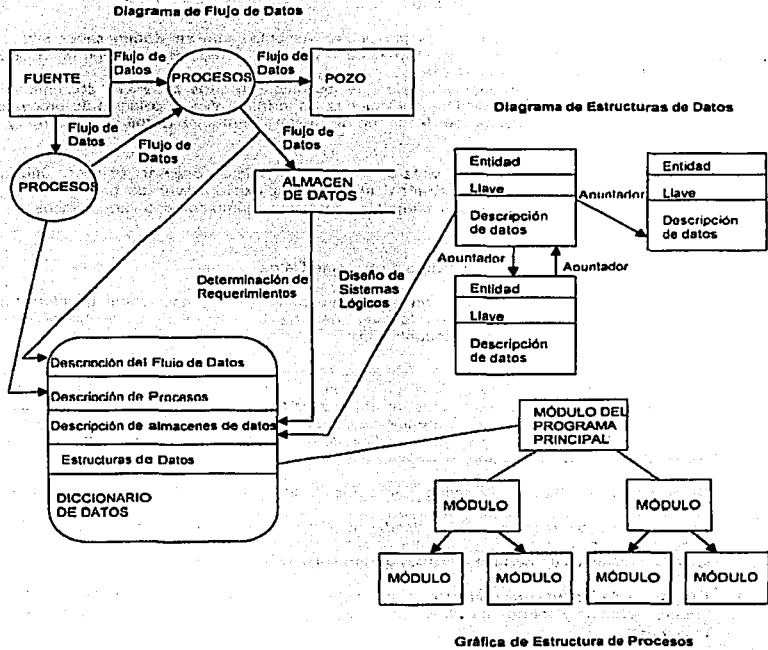 Diagrama de Flujo de Datos
FUENTE
Flujo de
Datos
PROCESOS
Flujo de
Datos
POZO
Flujo de
Datos
Flujo de
Datos
Flujo de
Datos
PROCESOS
ALMACEN
DE DATOS
Diagrama de Estructuras de Datos
Entidad
Llave
Descripción
de datos
Apuntador
Entidad
Llave
Descripción
de datos
Apuntador
Apuntador
Entidad
Llave
Descripción
de datos
Determinación de
Requerimientos
Diseño de
Sistemas
Lógicos
Descripción del Flujo de Datos
Descripción de Procesos
Descripción de almacenes de datos
Estructuras de Datos
DICCIONARIO
DE DATOS
MÓDULO DEL
PROGRAMA
PRINCIPAL
MÓDULO
MÓDULO
MÓDULO
MÓDULO
MÓDULO
MÓDULO
Gráfica de Estructura de Procesos